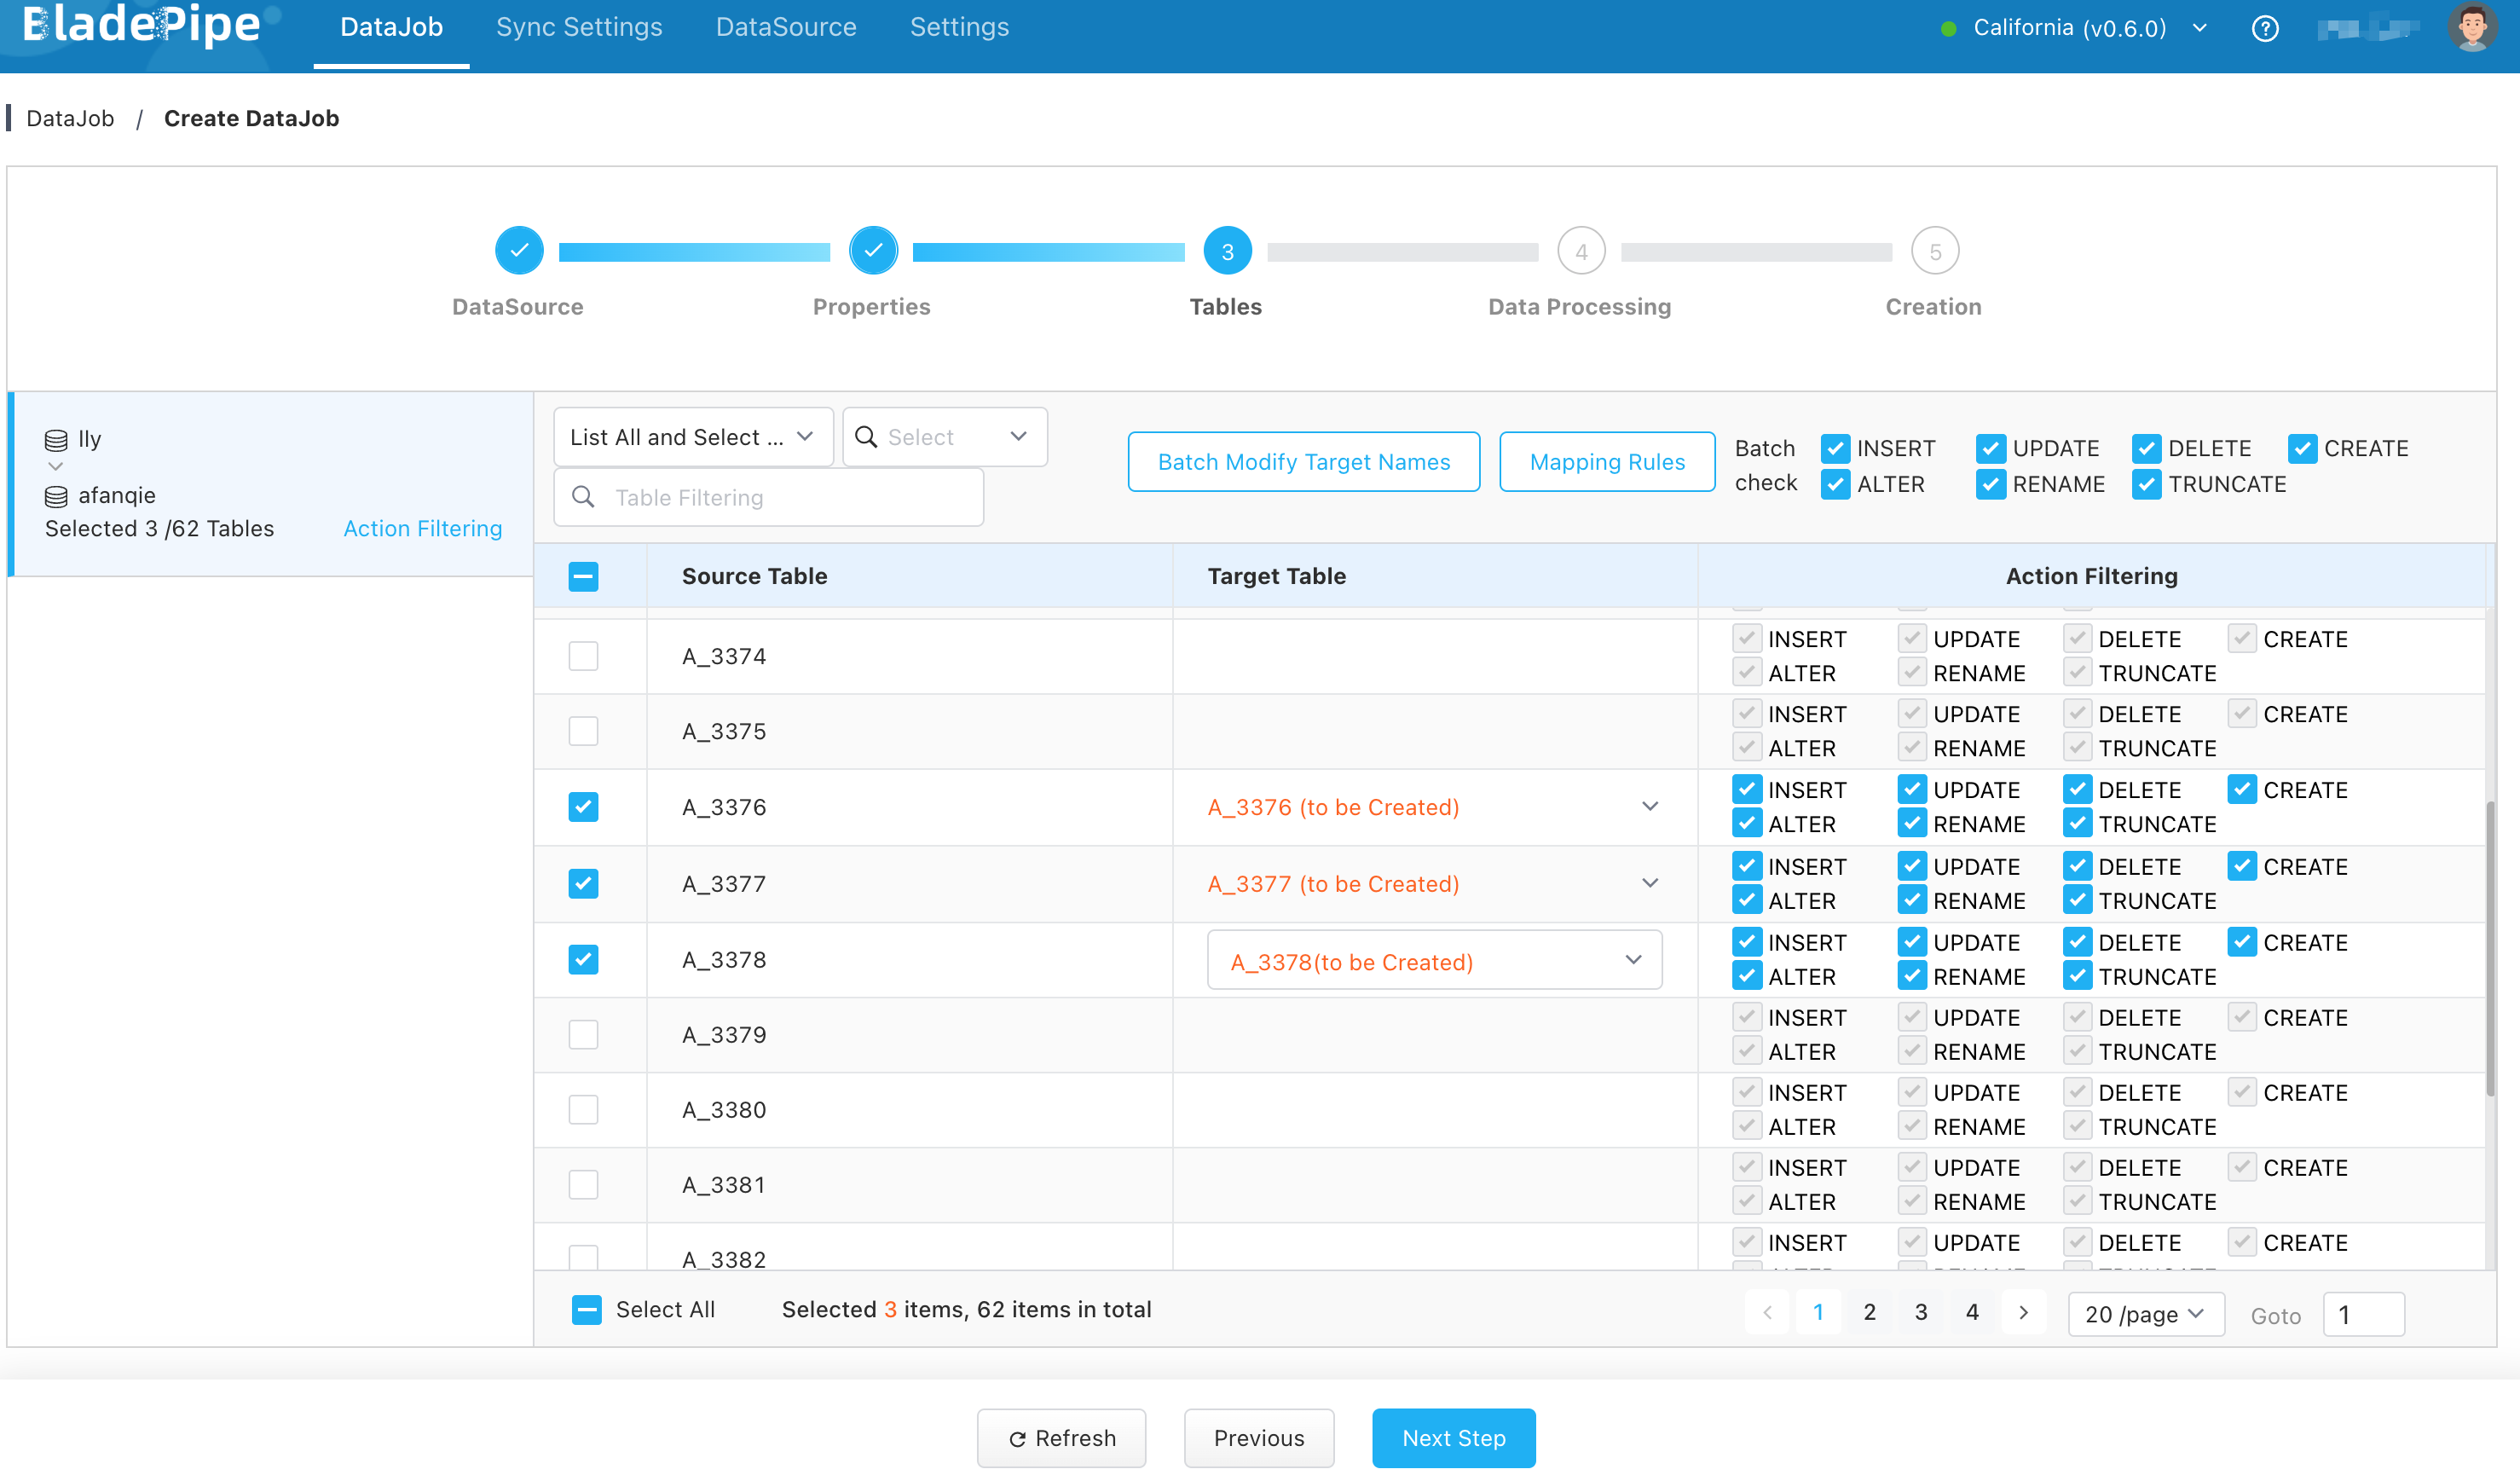 BladePipe DataJob Sync Settings DataSource Settings California (v0.6.0)
DataJob / Create DataJob
3 4 5
DataSource Properties Tables Data Processing Creation
lly
afanqie
Selected 3 /62 Tables Action Filtering
List All and Select ... Select
Table Filtering
Batch Modify Target Names Mapping Rules
Batch check
INSERT UPDATE DELETE CREATE
ALTER RENAME TRUNCATE
Source Table Target Table Action Filtering
A_3374 INSERT UPDATE DELETE CREATE
ALTER RENAME TRUNCATE
A_3375 INSERT UPDATE DELETE CREATE
ALTER RENAME TRUNCATE
A_3376 A_3376 (to be Created) INSERT UPDATE DELETE CREATE
ALTER RENAME TRUNCATE
A_3377 A_3377 (to be Created) INSERT UPDATE DELETE CREATE
ALTER RENAME TRUNCATE
A_3378 A_3378(to be Created) INSERT UPDATE DELETE CREATE
ALTER RENAME TRUNCATE
A_3379 INSERT UPDATE DELETE CREATE
ALTER RENAME TRUNCATE
A_3380 INSERT UPDATE DELETE CREATE
ALTER RENAME TRUNCATE
A_3381 INSERT UPDATE DELETE CREATE
ALTER RENAME TRUNCATE
A_3382 INSERT UPDATE DELETE CREATE
Select All Selected 3 items, 62 items in total 1 2 3 4 20 /page Goto 1
Refresh Previous Next Step